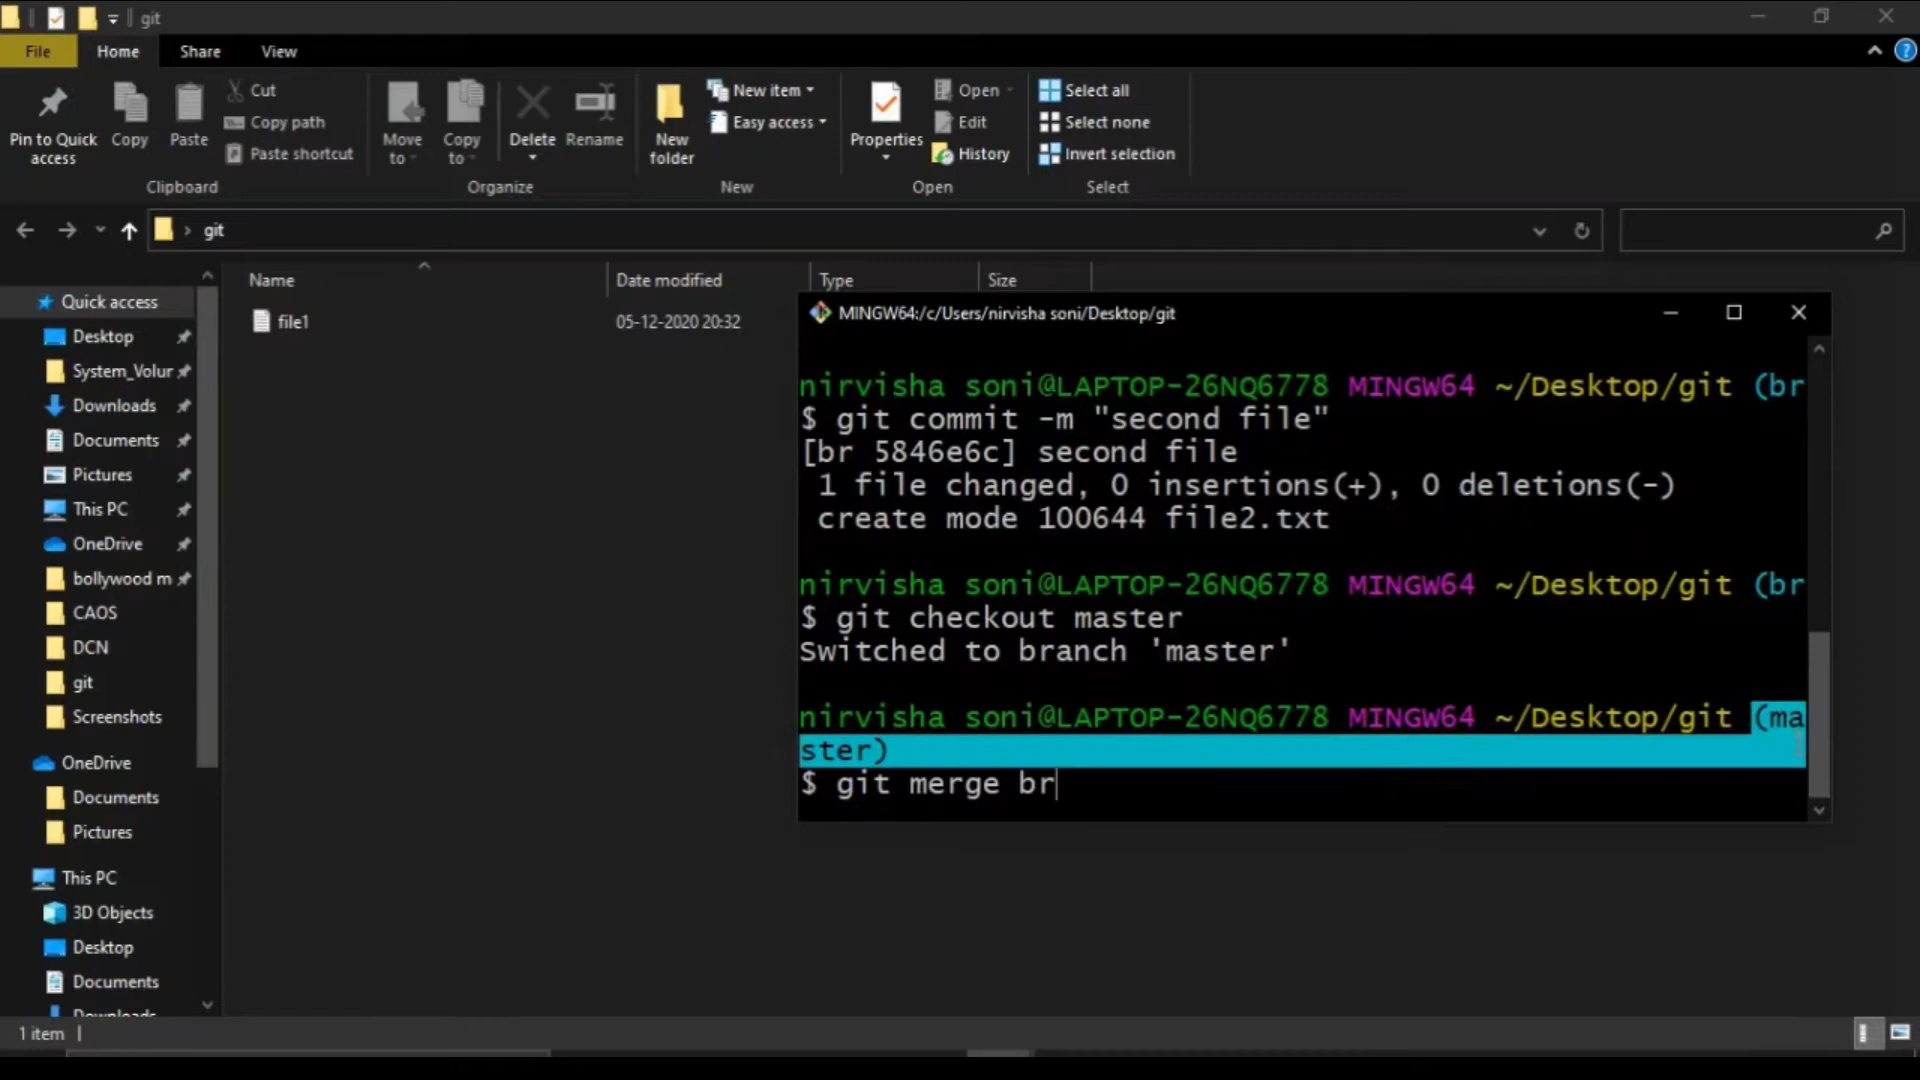 git
File Home Share View
Pin to Quick access
Copy
Paste
Cut
Copy path
Paste shortcut
Clipboard
Move to
Copy to
Delete
Rename
Organize
New folder
New item
Easy access
New
Properties
Open
Edit
History
Open
Select all
Select none
Invert selection
Select
git
Name Date modified Type Size
file1 05-12-2020 20:32
Quick access
Desktop
System_Volur
Downloads
Documents
Pictures
This PC
OneDrive
bollywood m
CAOS
DCN
git
Screenshots
OneDrive
Documents
Pictures
This PC
3D Objects
Desktop
Documents
Downloads
1 item
MINGW64:/c/Users/nirvisha soni/Desktop/git
nirvisha soni@LAPTOP-26NQ6778 MINGW64 ~/Desktop/git (br
$ git commit -m "second file"
[br 5846e6c] second file
1 file changed, 0 insertions(+), 0 deletions(-)
create mode 100644 file2.txt
nirvisha soni@LAPTOP-26NQ6778 MINGW64 ~/Desktop/git (br
$ git checkout master
Switched to branch 'master'
nirvisha soni@LAPTOP-26NQ6778 MINGW64 ~/Desktop/git (ma
ster)
$ git merge br